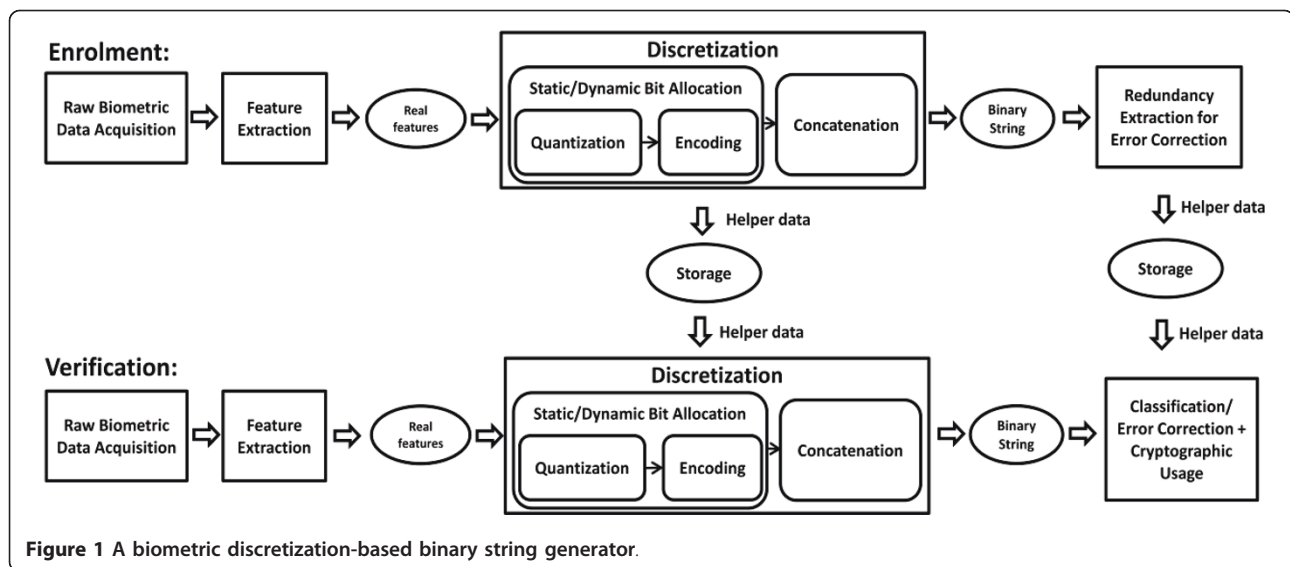 Enrolment:
Raw Biometric
Data Acquisition
Feature
Extraction
Real
features
Discretization
Static/Dynamic Bit Allocation
Quantization
Encoding
Concatenation
Binary
String
Redundancy
Extraction for
Error Correction
Helper data
Storage
Helper data
Helper data
Storage
Helper data
Verification:
Raw Biometric
Data Acquisition
Feature
Extraction
Real
features
Discretization
Static/Dynamic Bit Allocation
Quantization
Encoding
Concatenation
Binary
String
Classification/
Error Correction +
Cryptographic
Usage
Figure 1 A biometric discretization-based binary string generator.